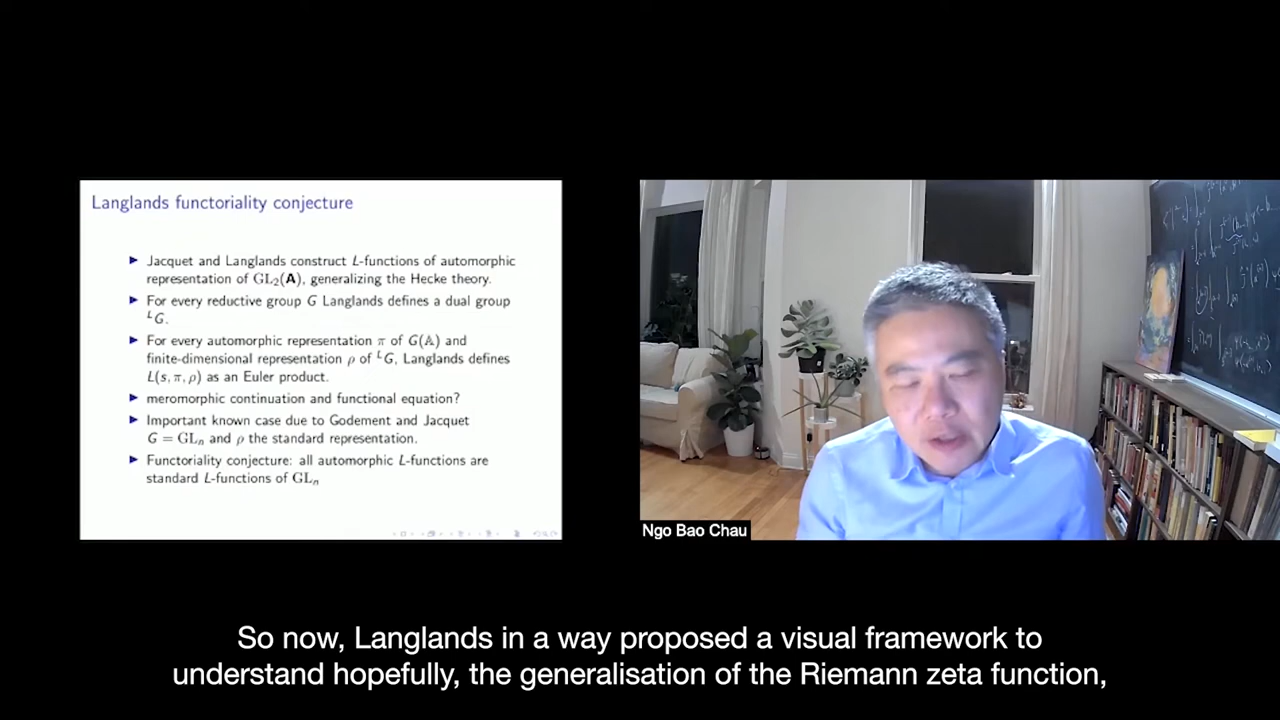 Langlands functoriality conjecture
▶ Jacquet and Langlands construct L-functions of automorphic
representation of GL₂(A), generalizing the Hecke theory.
▶ For every reductive group G Langlands defines a dual group
ᴸG.
▶ For every automorphic representation π of G(𝔸) and
finite-dimensional representation ρ of ᴸG, Langlands defines
L(s, π, ρ) as an Euler product.
▶ meromorphic continuation and functional equation?
▶ Important known case due to Godement and Jacquet
G = GLₙ and ρ the standard representation.
▶ Functoriality conjecture: all automorphic L-functions are
standard L-functions of GLₙ
Ngo Bao Chau
So now, Langlands in a way proposed a visual framework to
understand hopefully, the generalisation of the Riemann zeta function,